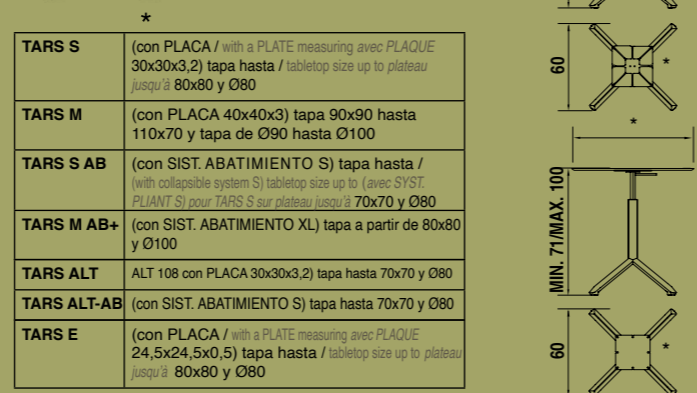 *
TARS S
(con PLACA / with a PLATE measuring avec PLAQUE
30x30x3,2) tapa hasta / tabletop size up to plateau
jusqu'à 80x80 y Ø80
TARS M
(con PLACA 40x40x3) tapa 90x90 hasta
110x70 y tapa de Ø90 hasta Ø100
TARS S AB
(con SIST. ABATIMIENTO S) tapa hasta /
(with collapsible system S) tabletop size up to (avec SYST.
PLIANT S) pour TARS S sur plateau jusqu'à 70x70 y Ø80
TARS M AB+
(con SIST. ABATIMIENTO XL) tapa a partir de 80x80
y Ø100
TARS ALT
ALT 108 con PLACA 30x30x3,2) tapa hasta 70x70 y Ø80
TARS ALT-AB
(con SIST. ABATIMIENTO S) tapa hasta 70x70 y Ø80
TARS E
(con PLACA / with a PLATE measuring avec PLAQUE
24,5x24,5x0,5) tapa hasta / tabletop size up to plateau
jusqu'à 80x80 y Ø80
60
*
*
MIN. 71/MAX. 100
60
*